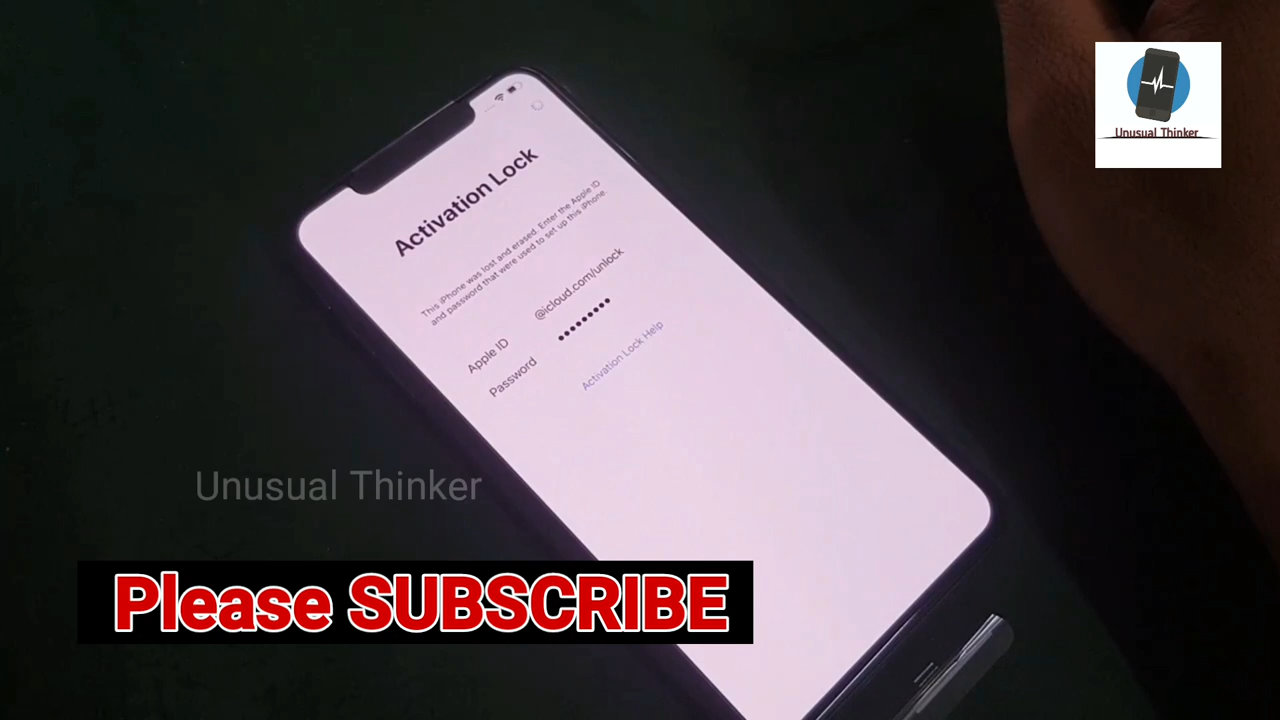 Unusual Thinker
Activation Lock
This iPhone was lost and erased. Enter the Apple ID
and password that were used to set up this iPhone.
Apple ID
@icloud.com/unlock
Password
•••••••••
Activation Lock Help
Unusual Thinker
Please SUBSCRIBE